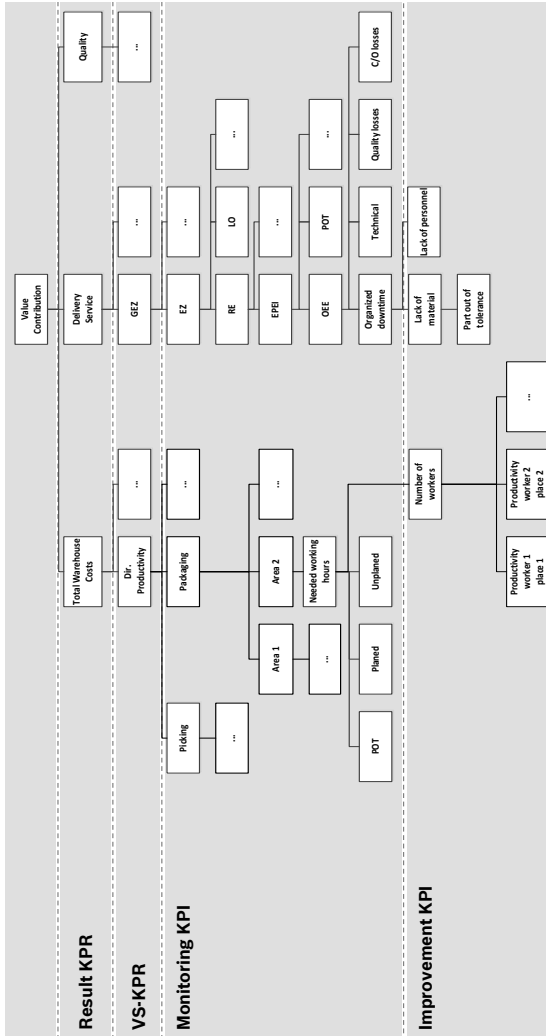 Value
Contribution
Result KPR
Total Warehouse
Costs
Delivery
Service
Quality
VS-KPR
Dir.
Productivity
...
GEZ
...
...
Monitoring KPI
Picking
Packaging
...
EZ
...
...
RE
LO
...
Area 1
Area 2
...
EPEI
...
...
Needed working
hours
OEE
POT
...
POT
Planed
Unplaned
Organized
downtime
Technical
Quality losses
C/O losses
Improvement KPI
Number of
workers
Lack of
material
Lack of personnel
Part out of
tolerance
Productivity
worker 1
place 1
Productivity
worker 2
place 2
...